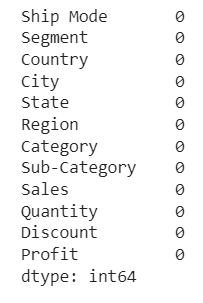 Ship Mode 0
Segment 0
Country 0
City 0
State 0
Region 0
Category 0
Sub-Category 0
Sales 0
Quantity 0
Discount 0
Profit 0
dtype: int64